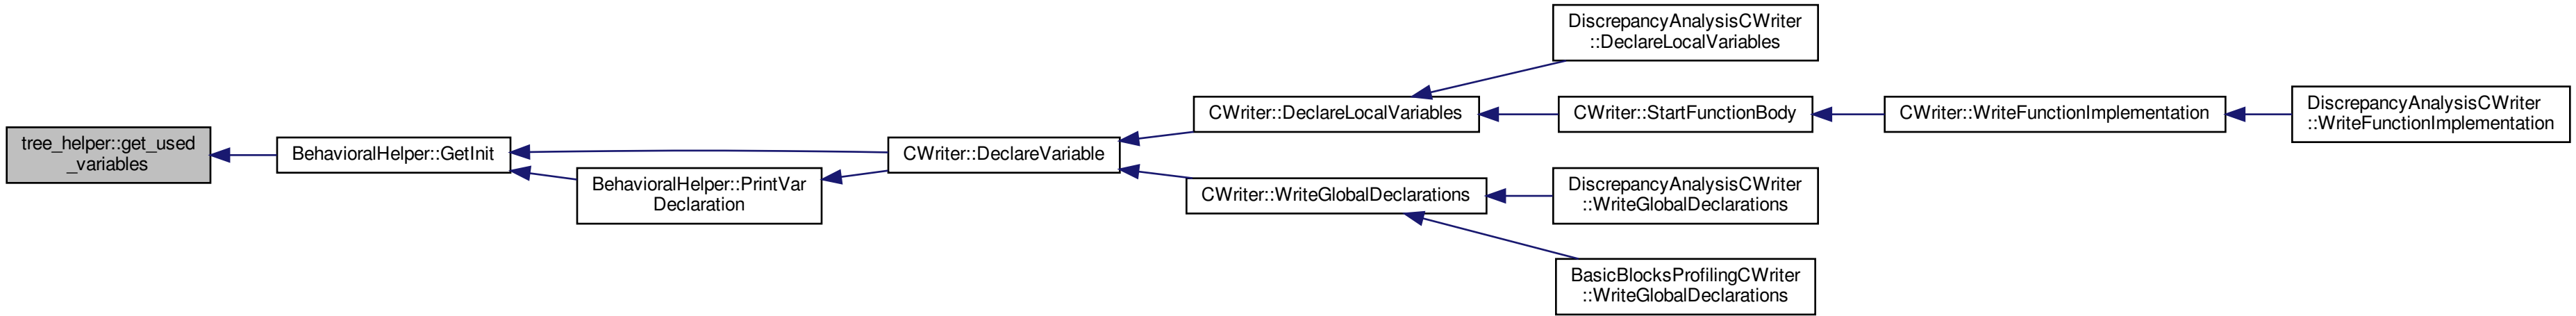 tree_helper::get_used
_variables
BehavioralHelper::GetInit
BehavioralHelper::PrintVar
Declaration
CWriter::DeclareVariable
CWriter::DeclareLocalVariables
CWriter::WriteGlobalDeclarations
DiscrepancyAnalysisCWriter
::DeclareLocalVariables
CWriter::StartFunctionBody
DiscrepancyAnalysisCWriter
::WriteGlobalDeclarations
BasicBlocksProfilingCWriter
::WriteGlobalDeclarations
CWriter::WriteFunctionImplementation
DiscrepancyAnalysisCWriter
::WriteFunctionImplementation